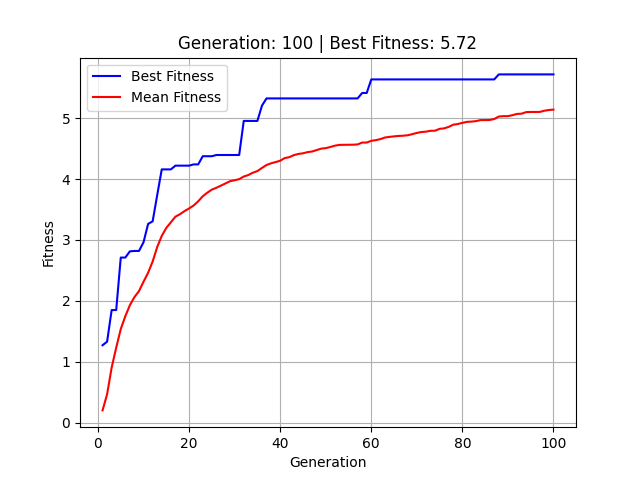 Generation: 100 | Best Fitness: 5.72
Best Fitness
Mean Fitness
5
4
3
2
1
0
Fitness
0 20 40 60 80 100
Generation